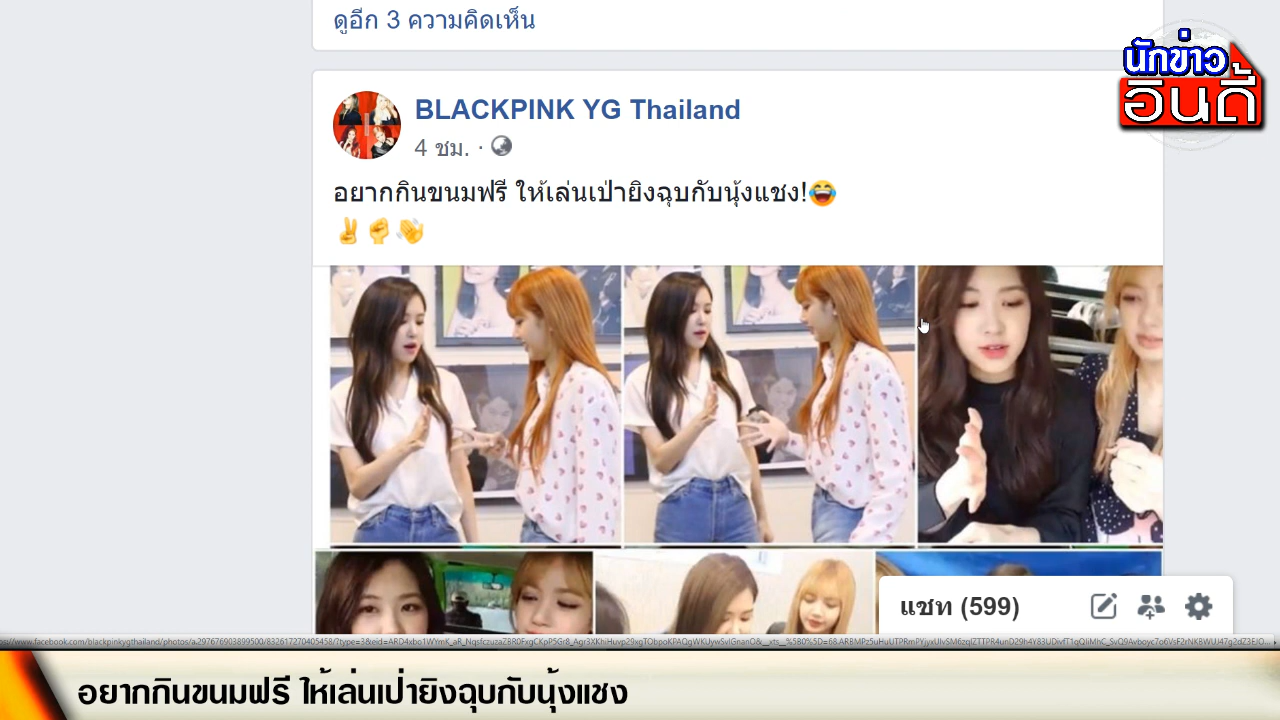 ดูอีก 3 ความคิดเห็น
นักข่าว
อินดี้
BLACKPINK YG Thailand
4 ชม. ·
อยากกินขนมฟรี ให้เล่นเป่ายิงฉุบกับนุ้งแชง!😂
✌️✊👋
แชท (599)
อยากกินขนมฟรี ให้เล่นเป่ายิงฉุบกับนุ้งแชง